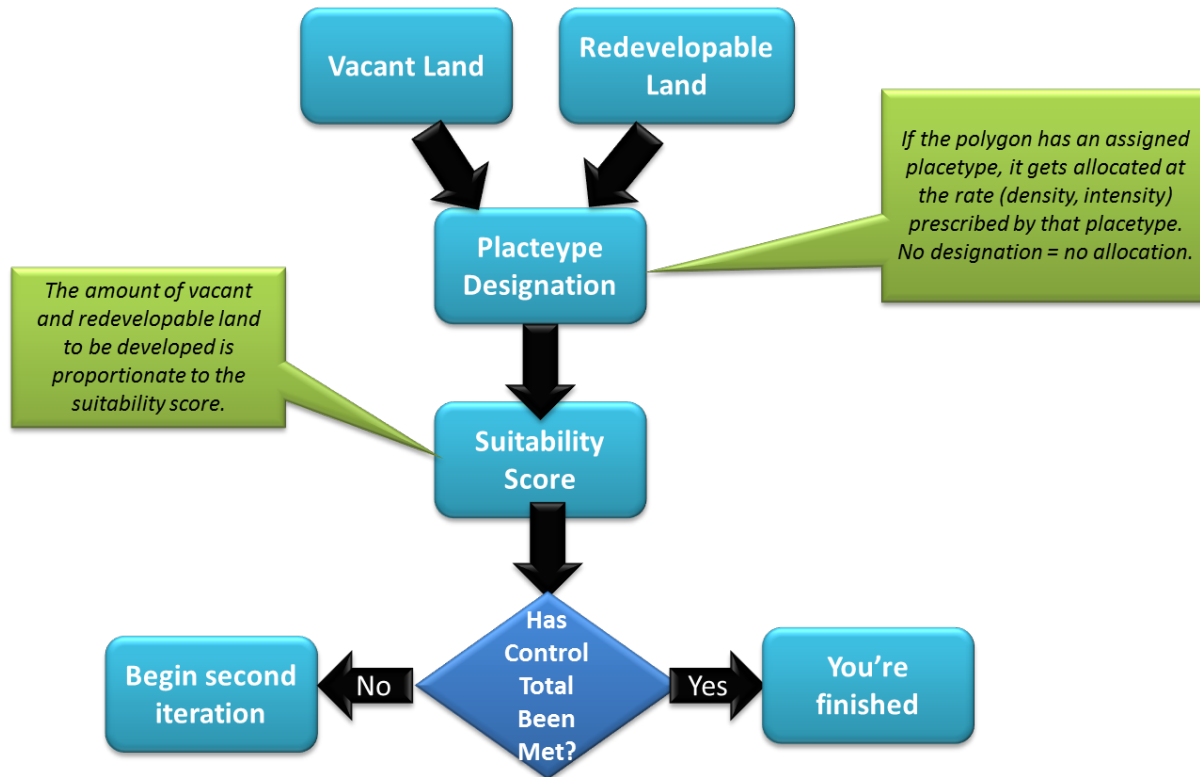 Vacant Land
Redevelopable
Land
If the polygon has an assigned
placetype, it gets allocated at
the rate (density, intensity)
prescribed by that placetype.
No designation = no allocation.
Placteype
Designation
The amount of vacant
and redevelopable land
to be developed is
proportionate to the
suitability score.
Suitability
Score
Has
Control
Total
Been
Met?
Begin second
iteration
No
Yes
You’re
finished